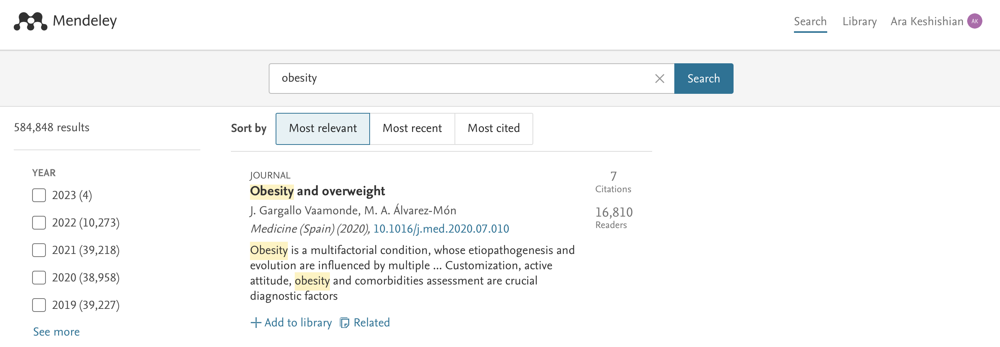 Mendeley
Search Library Ara Keshishian AK
obesity
Search
584,848 results
Sort by Most relevant Most recent Most cited
YEAR
2023 (4)
2022 (10,273)
2021 (39,218)
2020 (38,958)
2019 (39,227)
See more
JOURNAL
Obesity and overweight
J. Gargallo Vaamonde, M. A. Álvarez-Món
Medicine (Spain) (2020), 10.1016/j.med.2020.07.010
Obesity is a multifactorial condition, whose etiopathogenesis and
evolution are influenced by multiple ... Customization, active
attitude, obesity and comorbidities assessment are crucial
diagnostic factors
Add to library Related
7
Citations
16,810
Readers